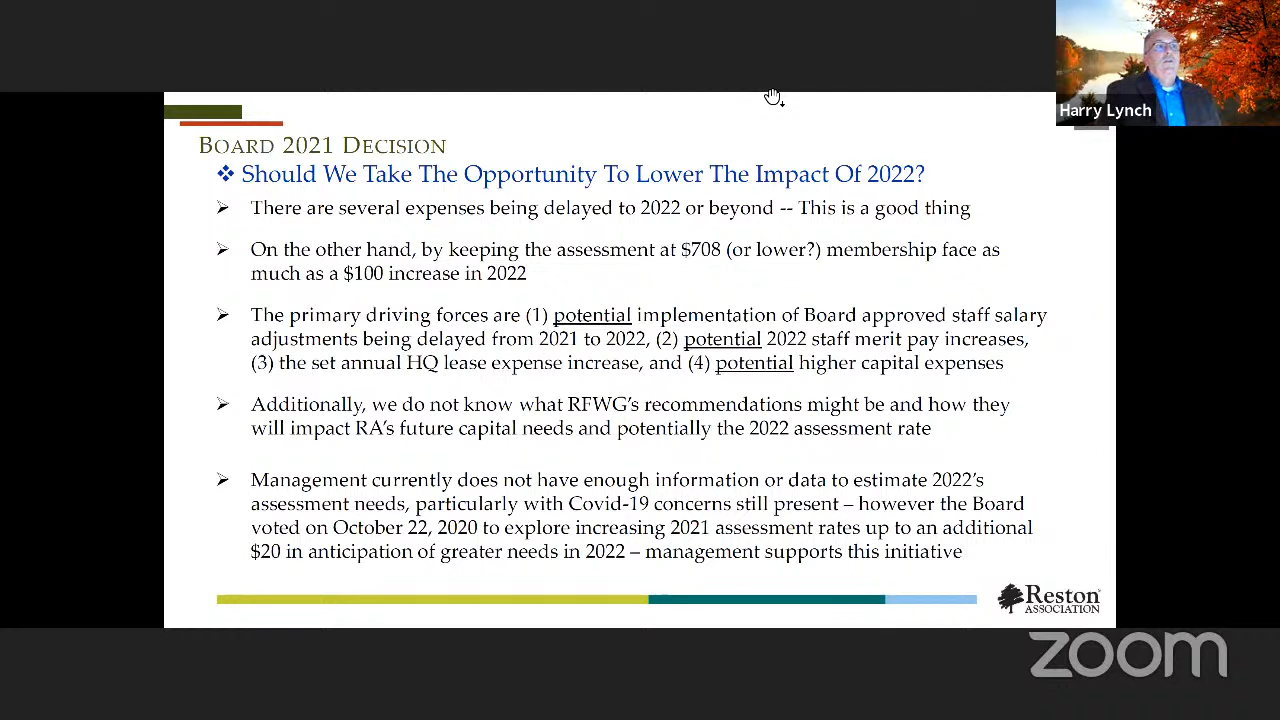 Harry Lynch
BOARD 2021 DECISION
Should We Take The Opportunity To Lower The Impact Of 2022?
There are several expenses being delayed to 2022 or beyond -- This is a good thing
On the other hand, by keeping the assessment at $708 (or lower?) membership face as
much as a $100 increase in 2022
The primary driving forces are (1) potential implementation of Board approved staff salary
adjustments being delayed from 2021 to 2022, (2) potential 2022 staff merit pay increases,
(3) the set annual HQ lease expense increase, and (4) potential higher capital expenses
Additionally, we do not know what RFWG's recommendations might be and how they
will impact RA's future capital needs and potentially the 2022 assessment rate
Management currently does not have enough information or data to estimate 2022's
assessment needs, particularly with Covid-19 concerns still present – however the Board
voted on October 22, 2020 to explore increasing 2021 assessment rates up to an additional
$20 in anticipation of greater needs in 2022 – management supports this initiative
Reston
ASSOCIATION
zoom